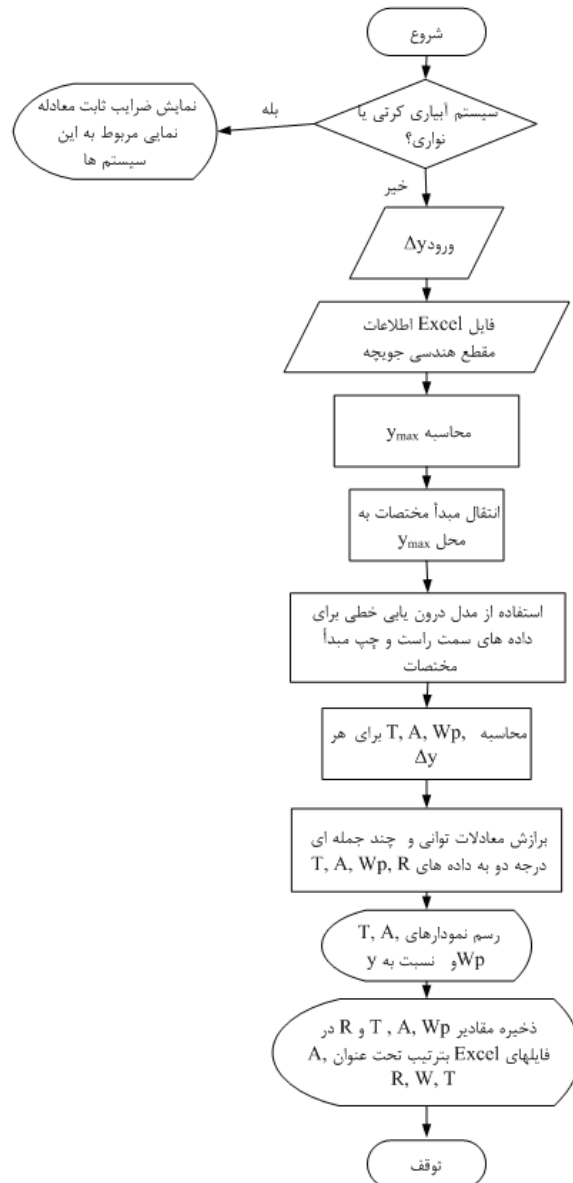 شروع
سیستم آبیاری کرتی یا
نواری؟
بله
نمایش ضرایب ثابت معادله
نمایی مربوط به این
سیستم ها
خیر
ورود Δy
فایل Excel اطلاعات
مقطع هندسی جویچه
محاسبه ymax
انتقال مبدأ مختصات به
محل ymax
استفاده از مدل درون یابی خطی برای
داده های سمت راست و چپ مبدأ
مختصات
محاسبه T, A, Wp, برای هر
Δy
برازش معادلات توانی و چند جمله ای
درجه دو به داده های T, A, Wp, R
رسم نمودارهای T, A,
Wp و نسبت به y
ذخیره مقادیر T , A, Wp و R در
فایلهای Excel بترتیب تحت عنوان A,
R, W, T
توقف